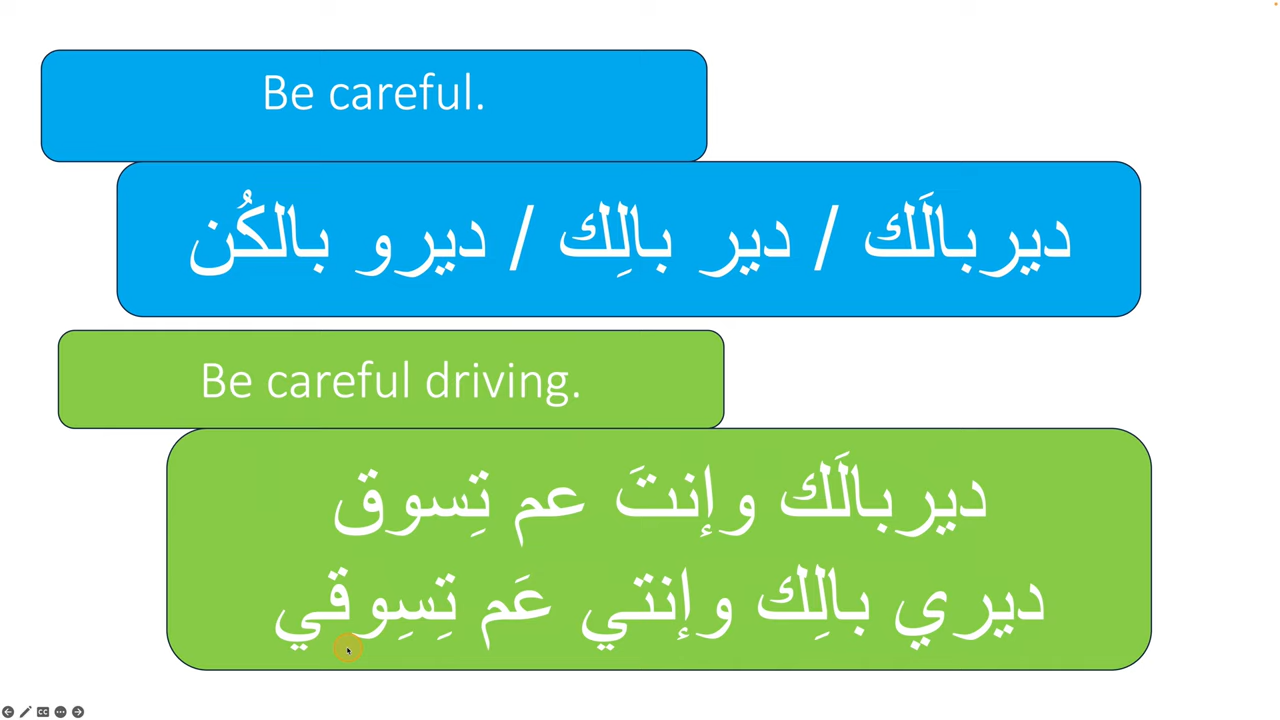 Be careful.
ديربالَك / دير بالِك / ديرو بالكُن
Be careful driving.
ديربالَك وإنتَ عم تِسوق
ديري بالِك وإنتي عَم تِسِوقي